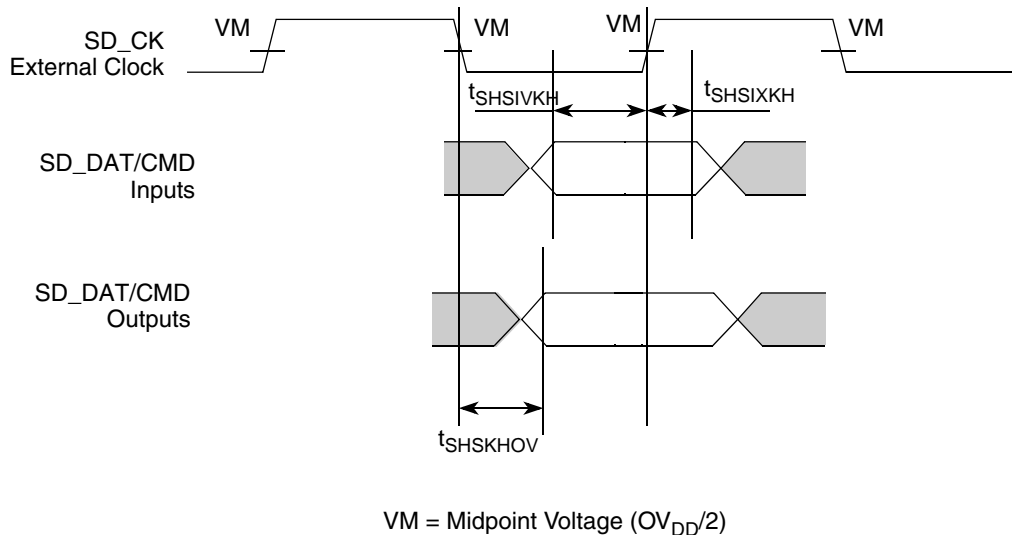 VM
VM
VM
VM
SD_CK
External Clock
tSHSIVKH
tSHSIXKH
SD_DAT/CMD
Inputs
SD_DAT/CMD
Outputs
tSHSKHOV
VM = Midpoint Voltage (OVDD/2)